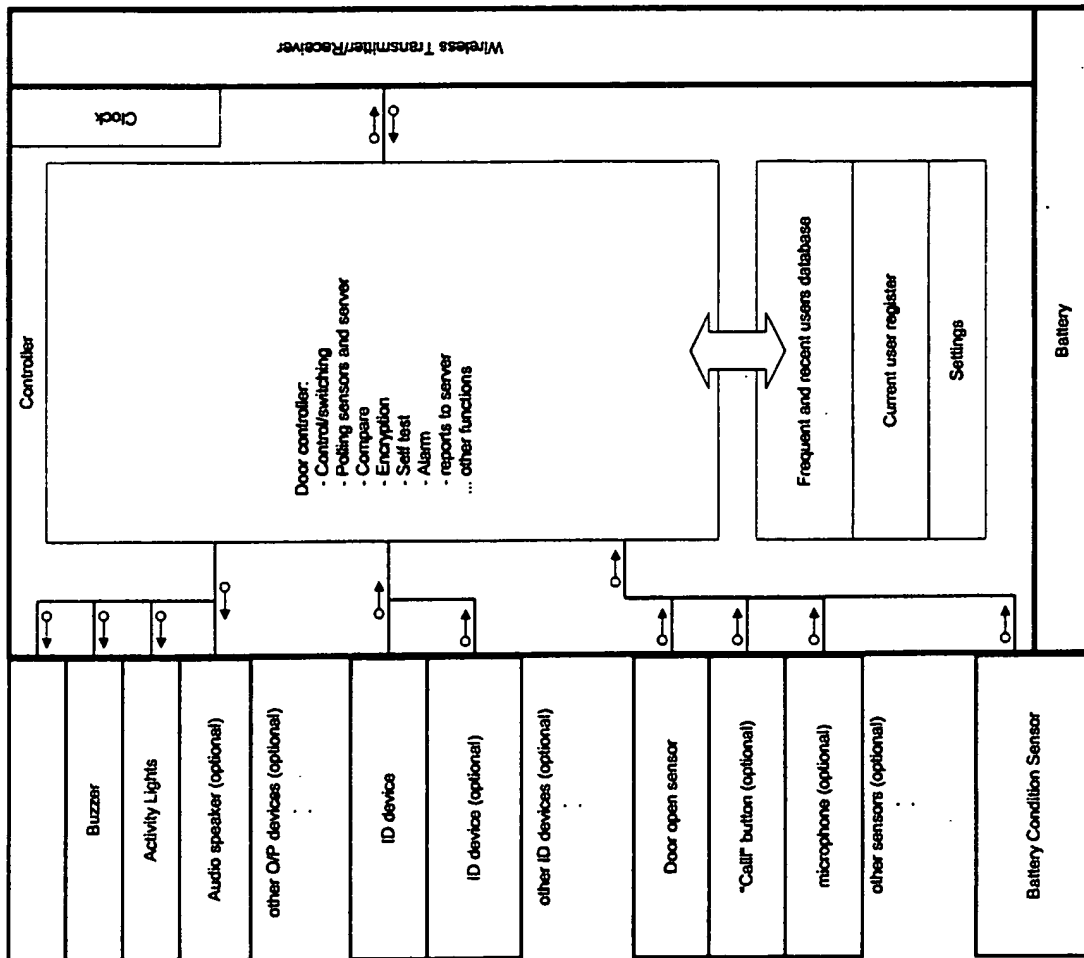 Wireless Transmitter/Receiver
Clock
Controller
Door controller:
- Control/switching
- Polling sensors and server
- Compare
- Encryption
- Self test
- Alarm
- reports to server
... other functions
Frequent and recent users database
Current user register
Settings
Battery
Buzzer
Activity Lights
Audio speaker (optional)
other O/P devices (optional)
. .
ID device
ID device (optional)
other ID devices (optional)
. .
Door open sensor
"Call" button (optional)
microphone (optional)
other sensors (optional)
. .
Battery Condition Sensor